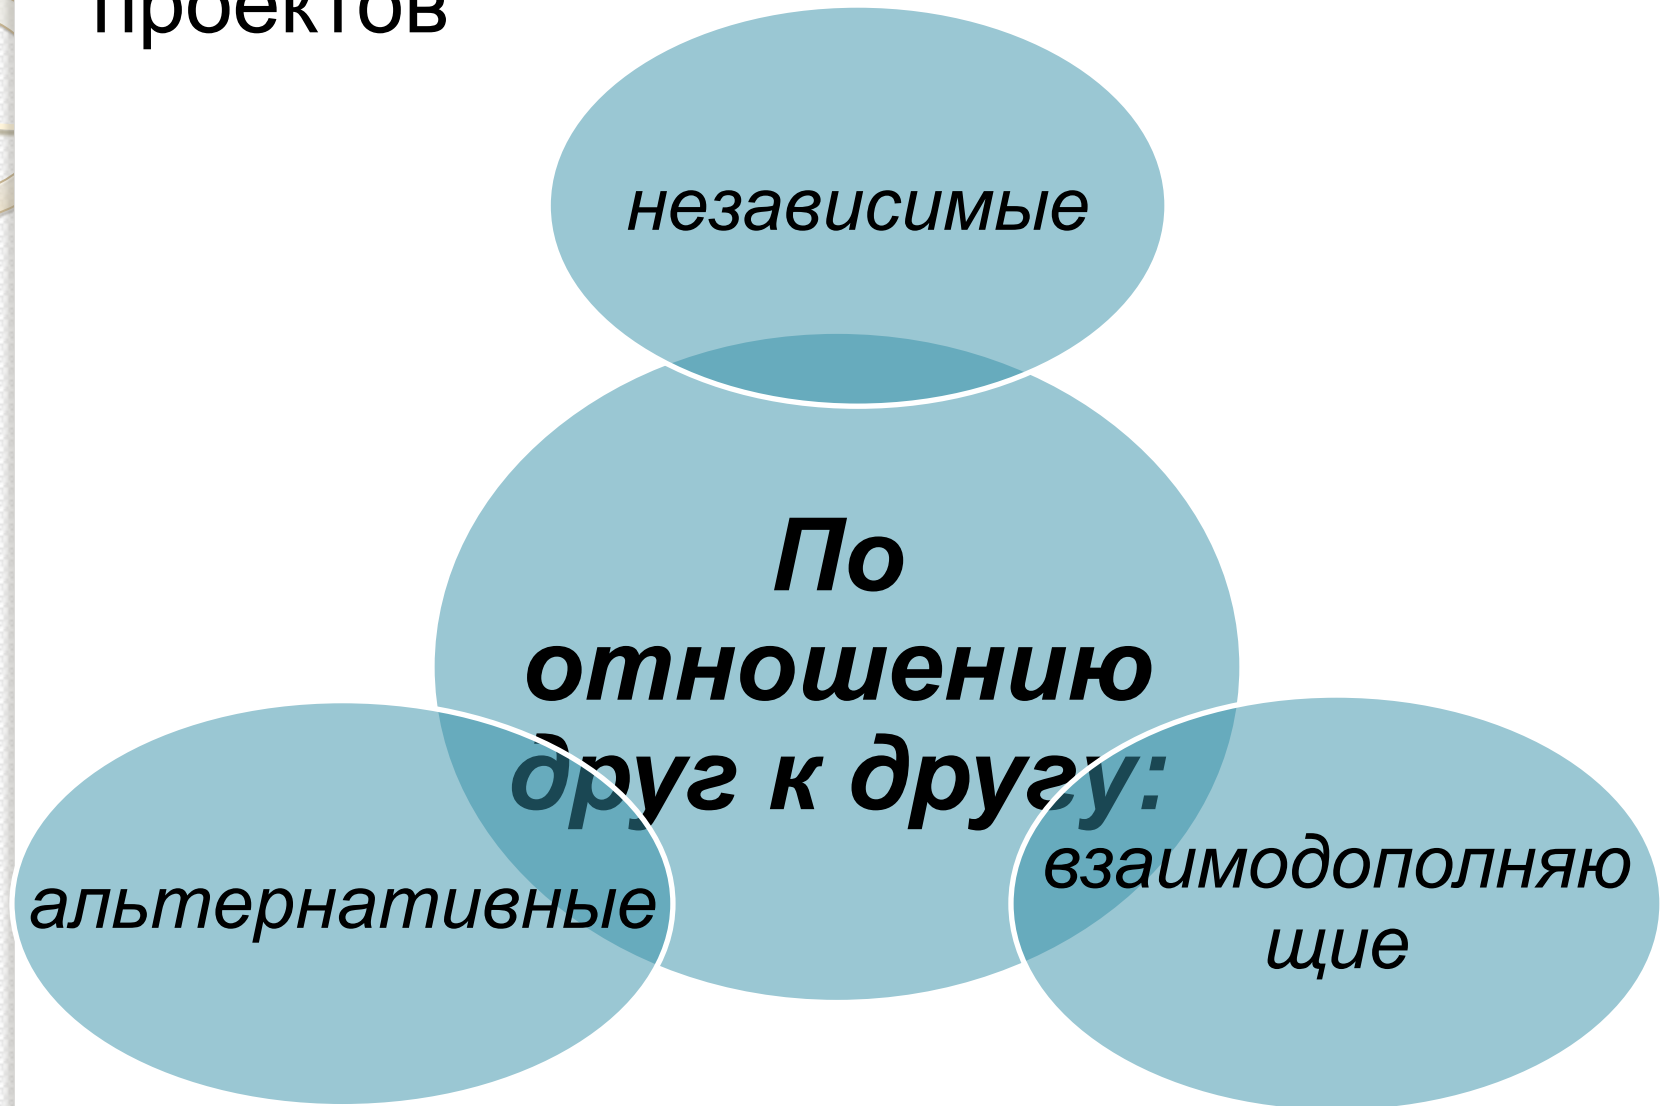 проектов
независимые
По
отношению
друг к другу:
альтернативные
взаимодополняю
щие